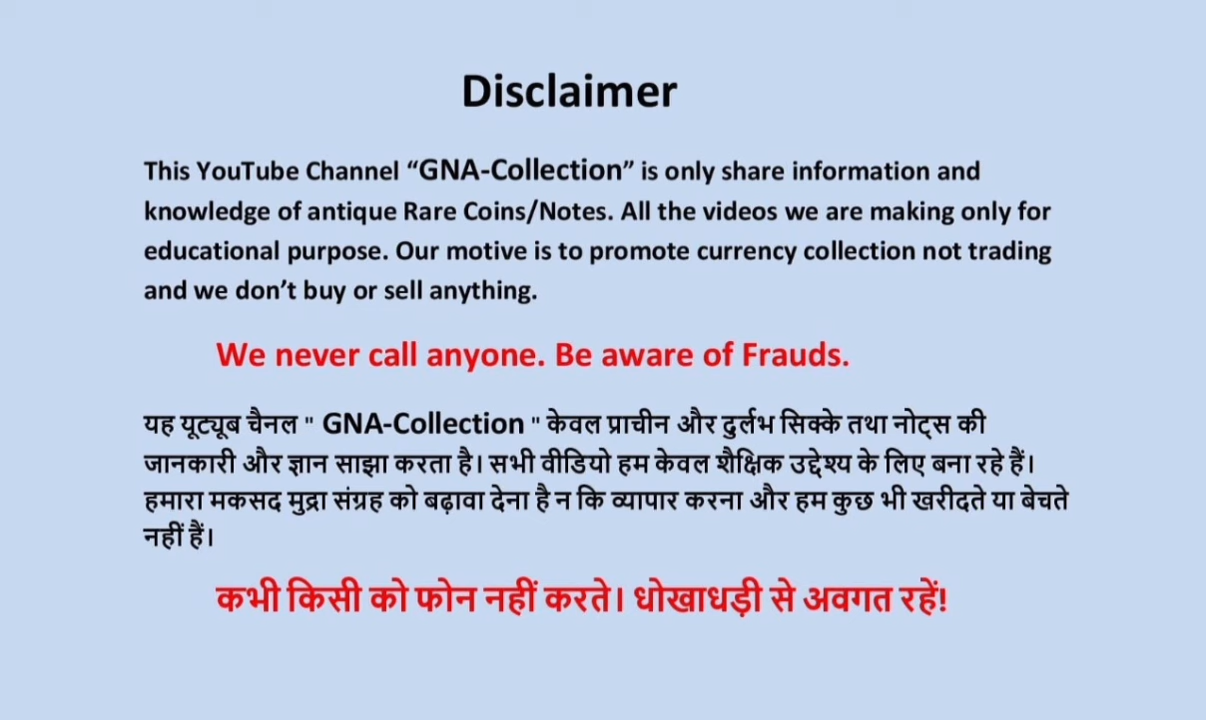 Disclaimer
This YouTube Channel “GNA-Collection” is only share information and
knowledge of antique Rare Coins/Notes. All the videos we are making only for
educational purpose. Our motive is to promote currency collection not trading
and we don’t buy or sell anything.
We never call anyone. Be aware of Frauds.
यह यूट्यूब चैनल " GNA-Collection " केवल प्राचीन और दुर्लभ सिक्के तथा नोट्स की
जानकारी और ज्ञान साझा करता है। सभी वीडियो हम केवल शैक्षिक उद्देश्य के लिए बना रहे हैं।
हमारा मकसद मुद्रा संग्रह को बढ़ावा देना है न कि व्यापार करना और हम कुछ भी खरीदते या बेचते
नहीं हैं।
कभी किसी को फोन नहीं करते। धोखाधड़ी से अवगत रहें!